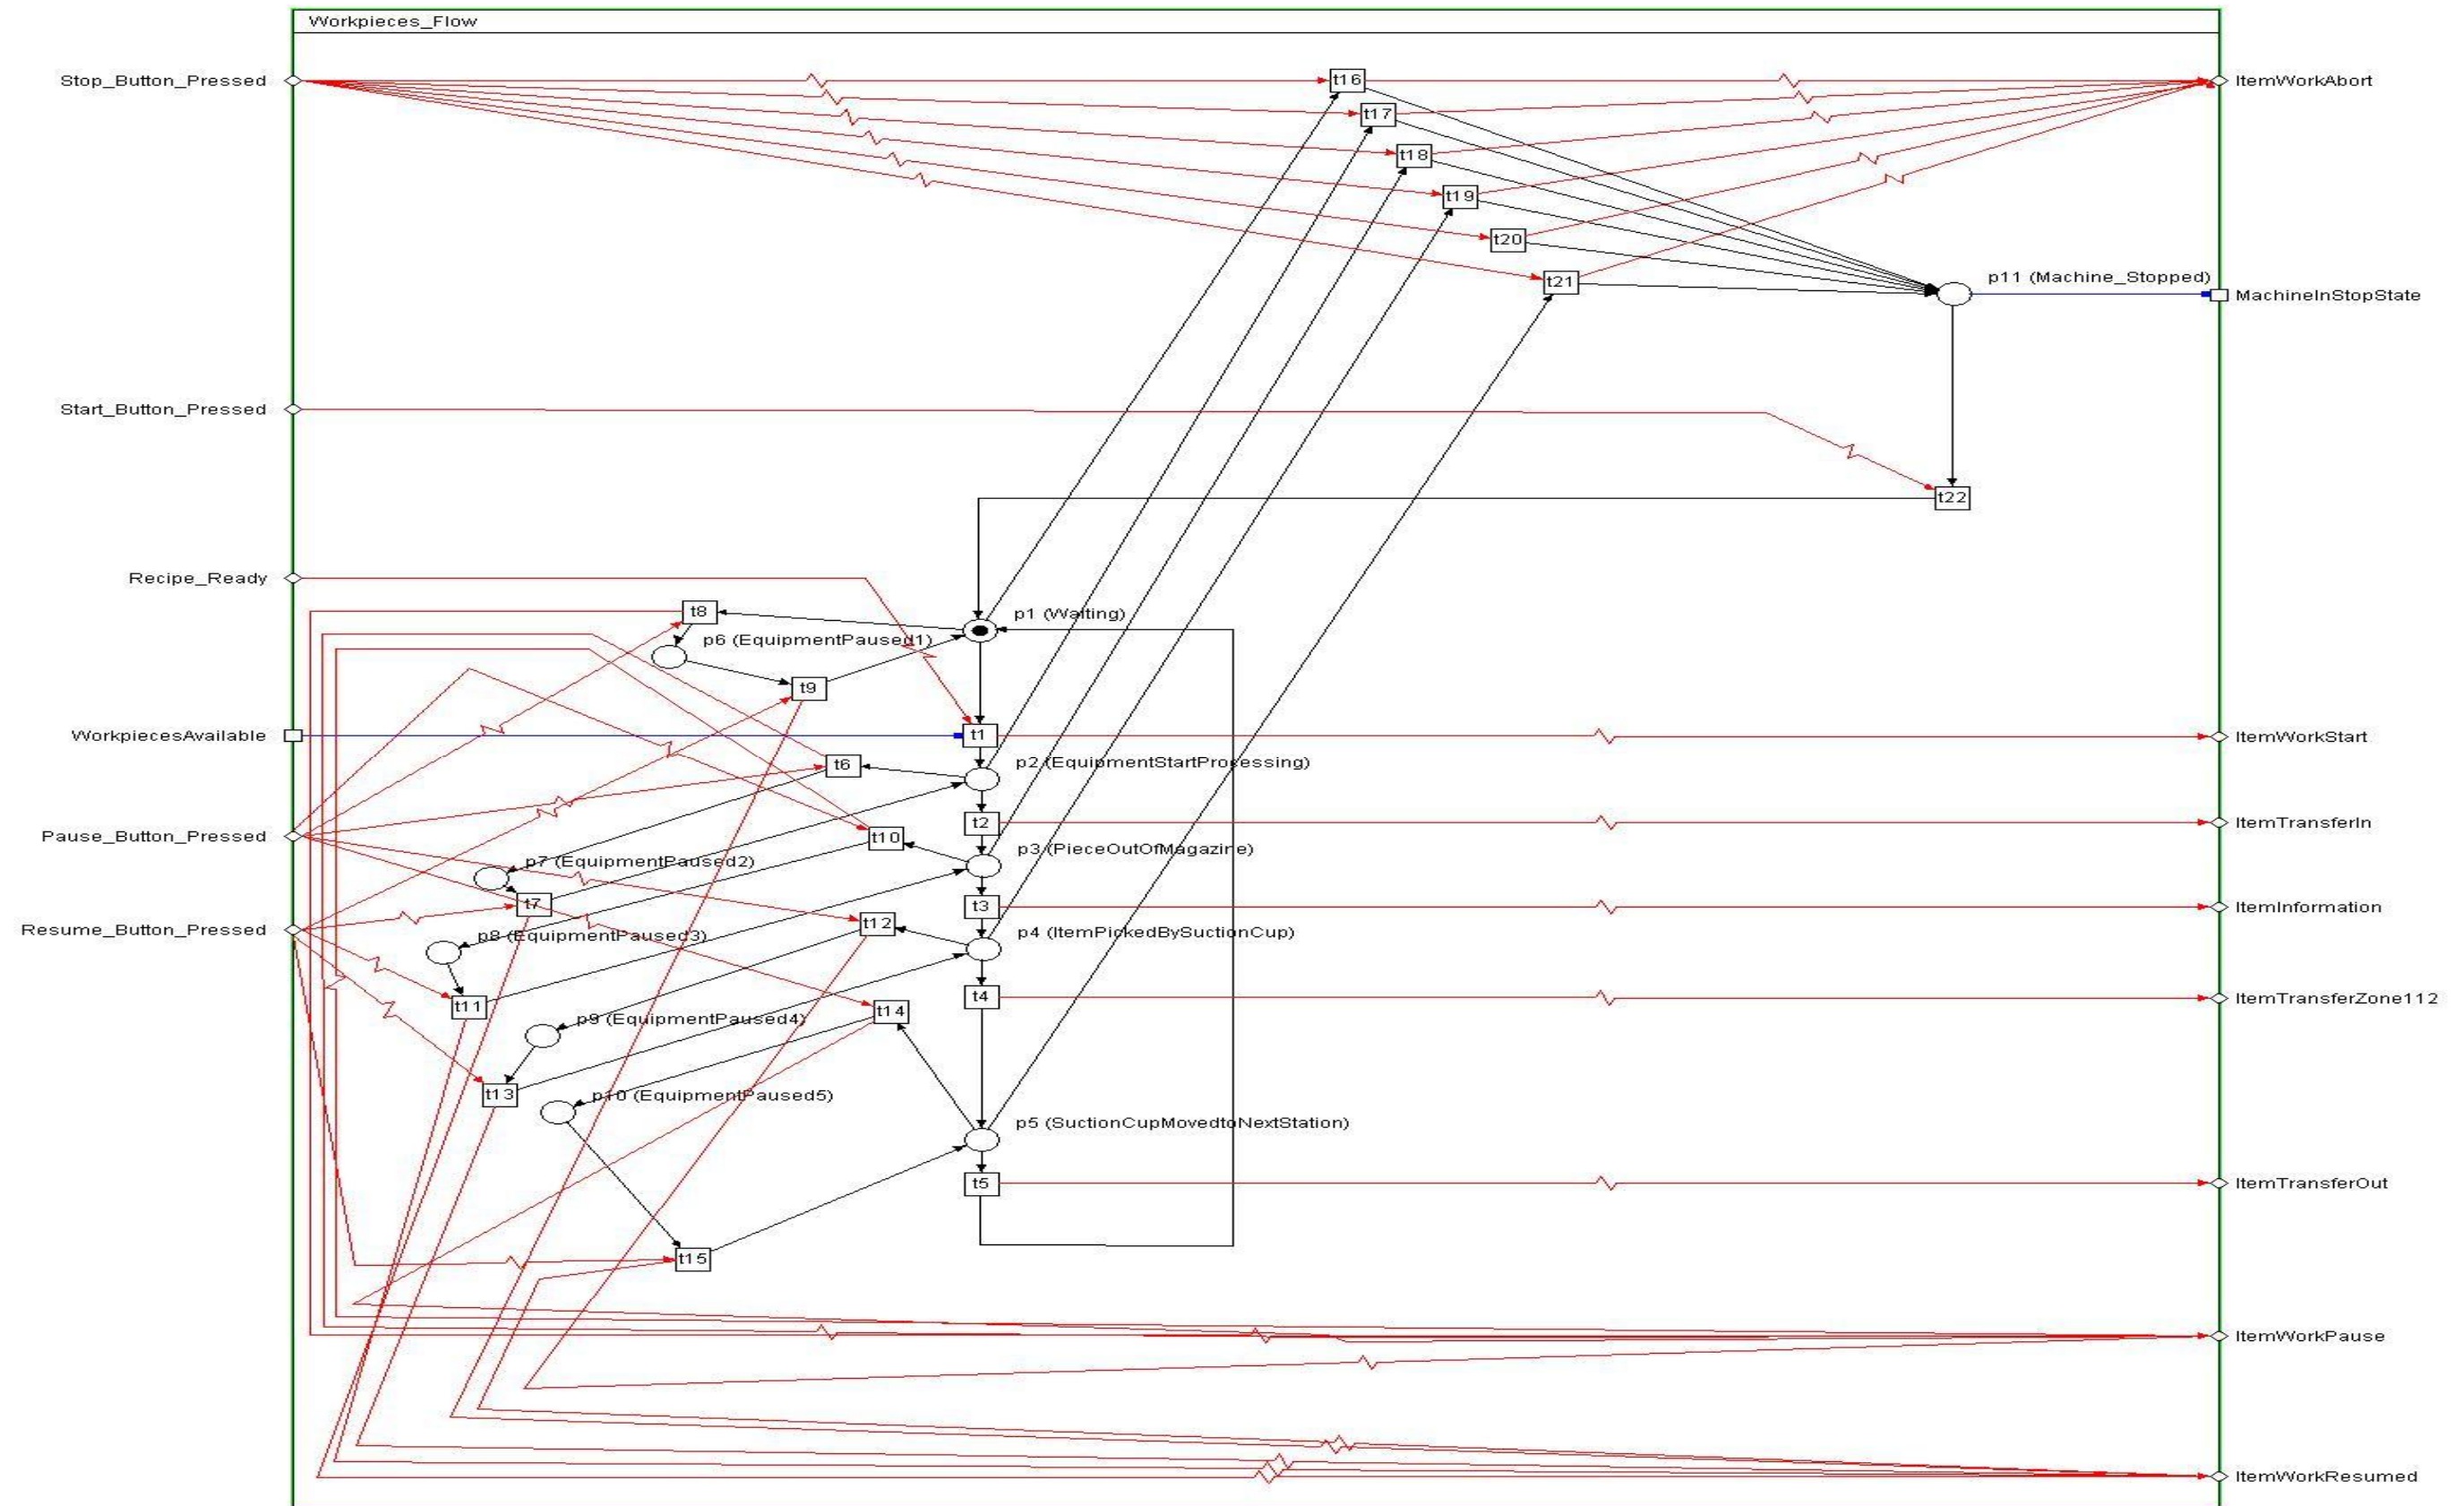 Workpieces_Flow
Stop_Button_Pressed
t16
ItemWorkAbort
t17
t18
t19
t20
t21
p11 (Machine_Stopped)
MachineInStopState
Start_Button_Pressed
t22
Recipe_Ready
t8
p1 (Waiting)
p6 (EquipmentPaused1)
t9
WorkpiecesAvailable
t1
ItemWorkStart
t6
p2 (EquipmentStartProcessing)
t2
ItemTransferIn
Pause_Button_Pressed
t10
p3 (PieceOutOfMagazine)
p7 (EquipmentPaused2)
t7
t3
ItemInformation
Resume_Button_Pressed
t12
p8 (EquipmentPaused3)
p4 (ItemPickedBySuctionCup)
t11
t4
ItemTransferZone112
t14
p9 (EquipmentPaused4)
t13
p10 (EquipmentPaused5)
p5 (SuctionCupMovedtoNextStation)
t5
ItemTransferOut
t15
ItemWorkPause
ItemWorkResumed